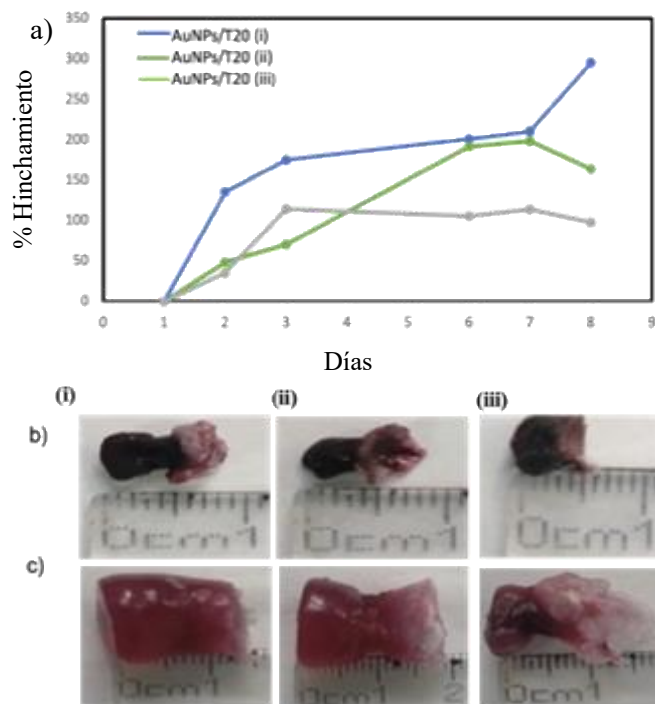 a)
% Hinchamiento
350
300
250
200
150
100
50
0
AuNPs/T20 (i)
AuNPs/T20 (ii)
AuNPs/T20 (iii)
0 1 2 3 4 5 6 7 8 9
Días
(i) (ii) (iii)
b)
0cm1
0cm1
0cm1
c)
0cm1
0cm1 2
0cm1